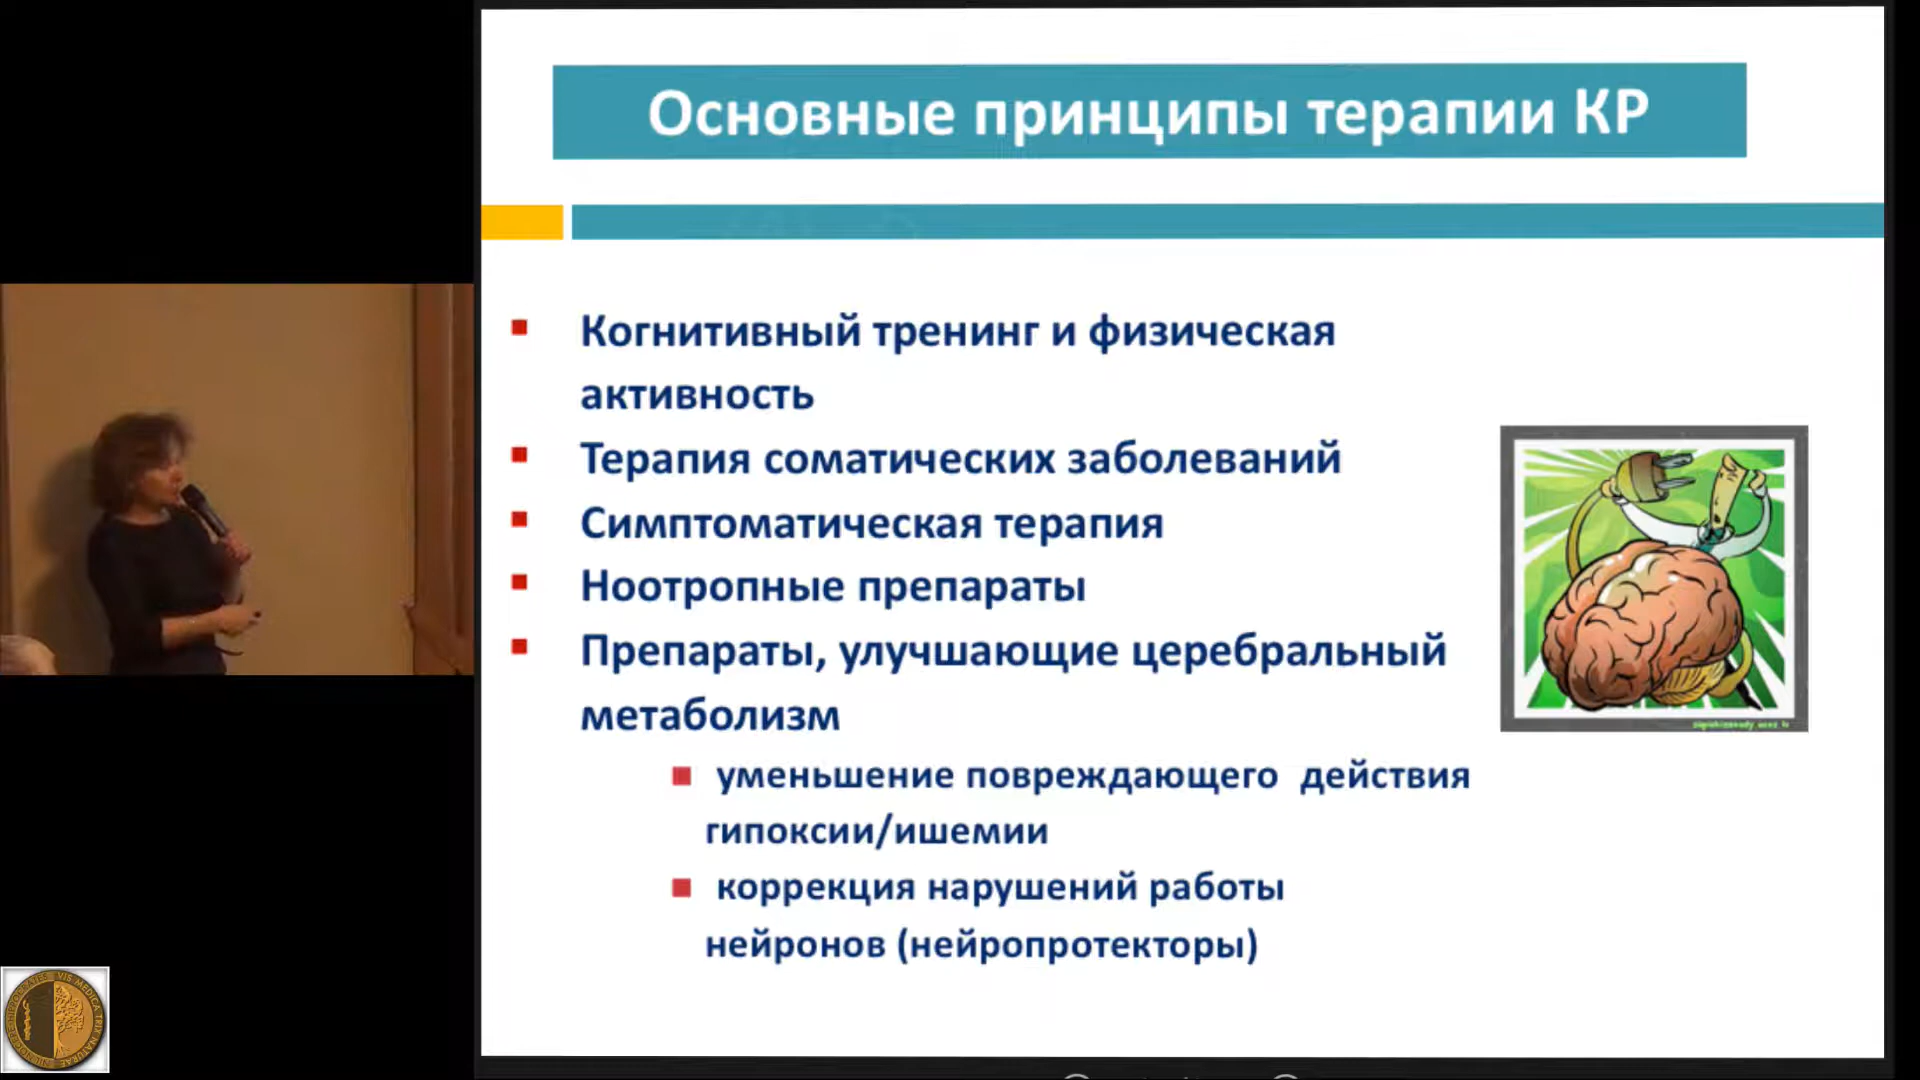 Основные принципы терапии КР
Когнитивный тренинг и физическая
активность
Терапия соматических заболеваний
Симптоматическая терапия
Ноотропные препараты
Препараты, улучшающие церебральный
метаболизм
уменьшение повреждающего действия
гипоксии/ишемии
коррекция нарушений работы
нейронов (нейропротекторы)